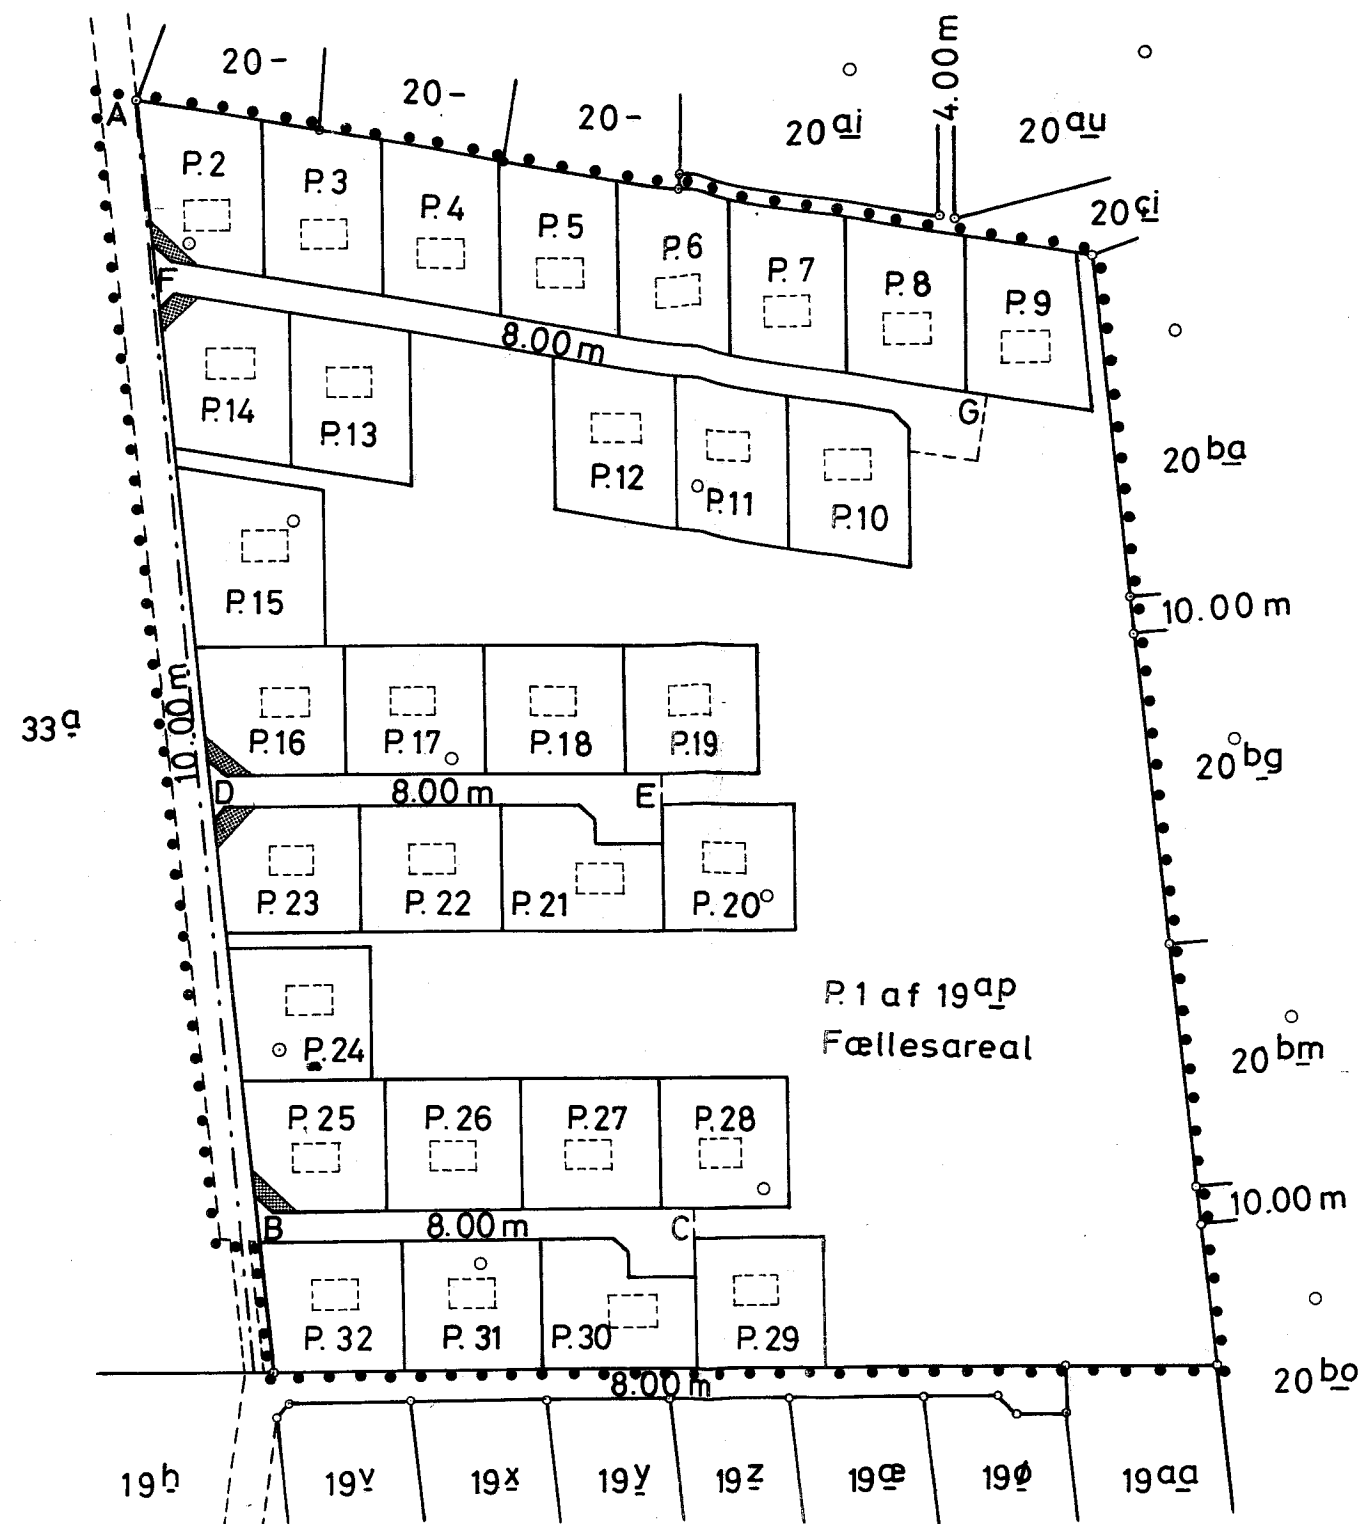 20-
20-
20-
20ai
4.00m
20au
20çi
A
P.2
P.3
P.4
P.5
P.6
P.7
P.8
P.9
F
8.00m
G
P.14
P.13
P.12
P.11
P.10
20ba
P.15
10.00m
33a
10.00m
P.16
P.17
P.18
P.19
20bg
D
8.00m
E
P.23
P.22
P.21
P.20
P.1 af 19ap
Fællesareal
P.24
20bm
P.25
P.26
P.27
P.28
10.00m
B
8.00m
C
P.32
P.31
P.30
P.29
8.00m
20bo
19h
19v
19x
19y
19z
19æ
19ø
19aa